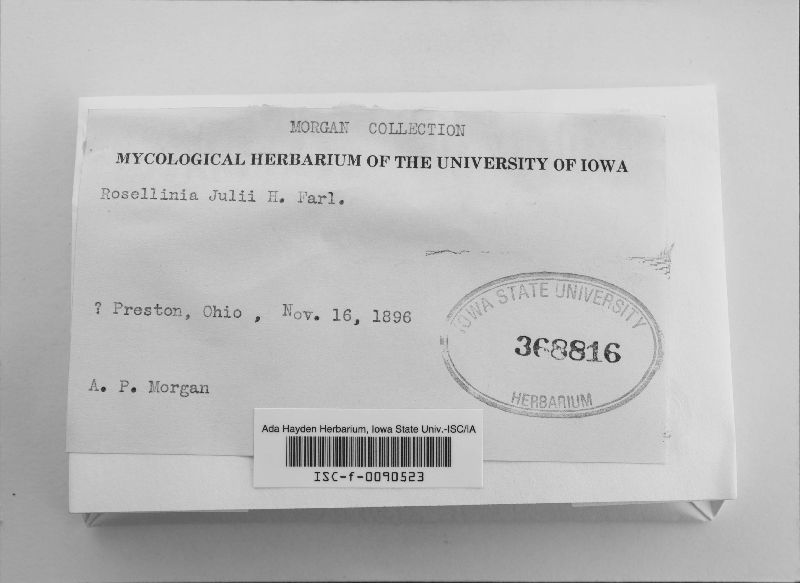 MORGAN COLLECTION
MYCOLOGICAL HERBARIUM OF THE UNIVERSITY OF IOWA
Rosellinia Julii H. Farl.
? Preston, Ohio , Nov. 16, 1896
IOWA STATE UNIVERSITY
368816
HERBARIUM
A. P. Morgan
Ada Hayden Herbarium, Iowa State Univ.-ISC/IA
ISC-f-0090523